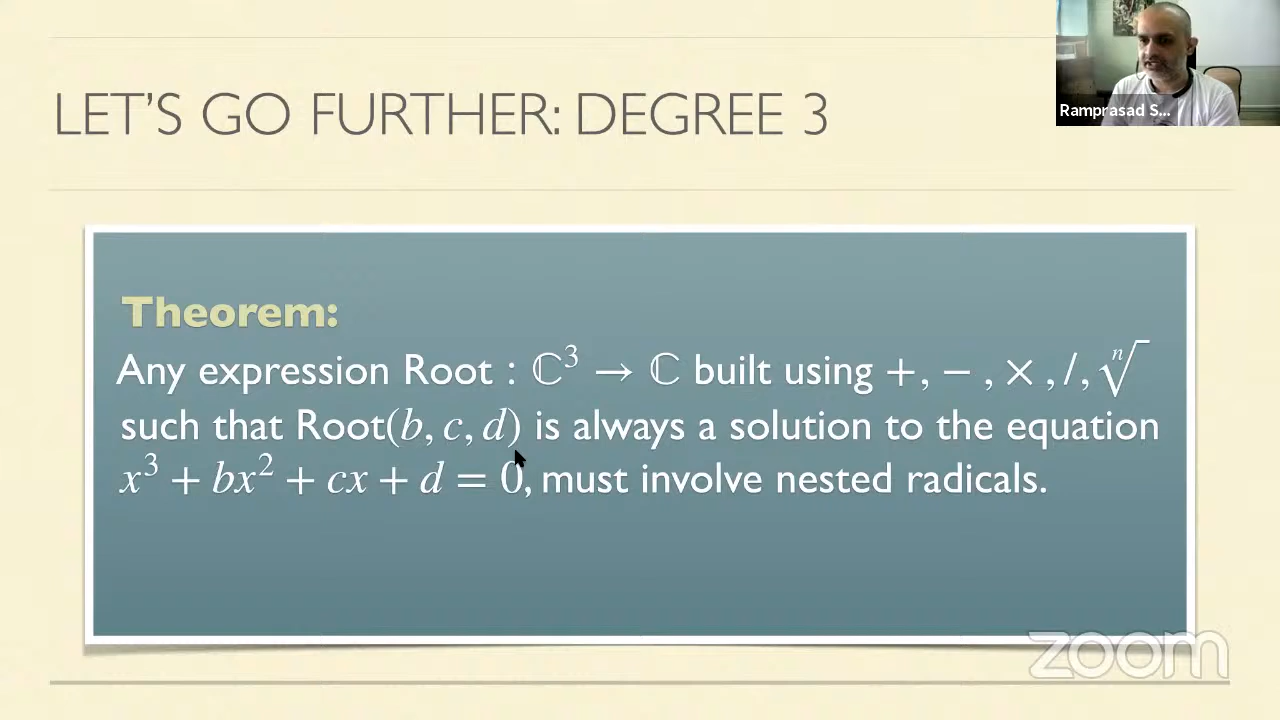 LET'S GO FURTHER: DEGREE 3
Ramprasad S...
Theorem:
Any expression Root : ℂ³ → ℂ built using +, − , × , /, ⁿ√
such that Root(b, c, d) is always a solution to the equation
x³ + bx² + cx + d = 0, must involve nested radicals.
zoom